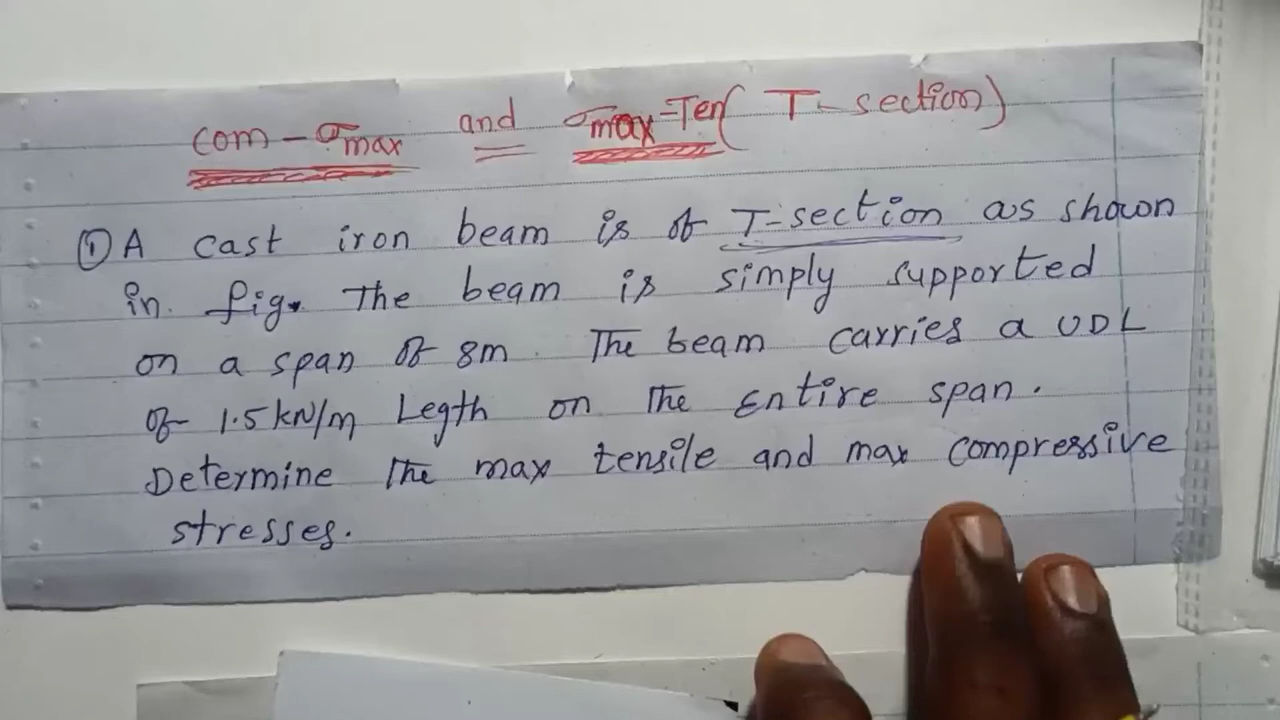 com - σmax and σmax-Ten( T-section)
① A cast iron beam is of T-section as shown
in. fig. The beam is simply supported
on a span of 8m. The beam carries a UDL
of 1.5kN/m Legth on the Entire span.
Determine the max tensile and max compressive
stresses.